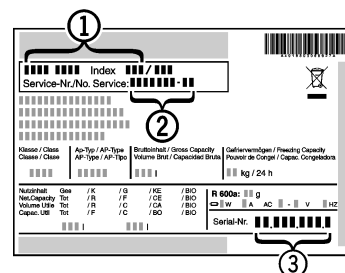 1
Index /
Service-Nr./No. Service: -
2
Klasse / Class
Classe / Clase
Ap-Typ / AP-Type
AP-Type / AP-Tipo
Bruttoinhalt / Gross Capacity
Volume Brut / Capacidad Bruta
Gefriervermögen / Freezing Capacity
Pouvoir de Congel / Capac. Congeladora
l
kg / 24 h
Nutzinhalt Ges / K / G / KE / BIO
Net.Capacity Tot / R / F / CE / BIO
Volume Utile Tot / R / C / CA / BIO
Capac. Util Tot / F / C / BO / BIO
l l
R 600a: g
W A AC - V HZ
Serial-Nr. . . .
3